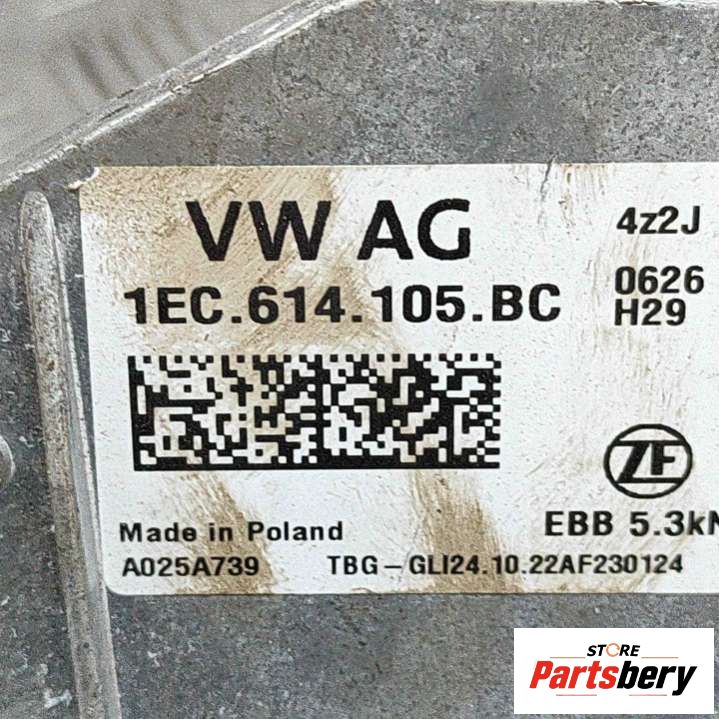 VW AG
4z2J
1EC.614.105.BC
0626
H29
ZF
Made in Poland
EBB 5.3kN
A025A739
TBG-GLI24.10.22AF230124
STORE
Partsbery